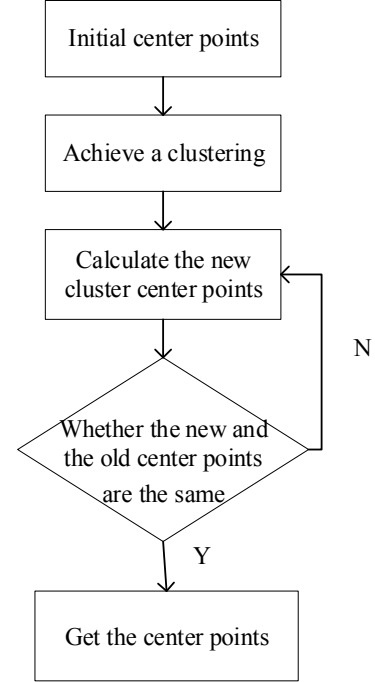 Initial center points
Achieve a clustering
Calculate the new
cluster center points
N
Whether the new and
the old center points
are the same
Y
Get the center points